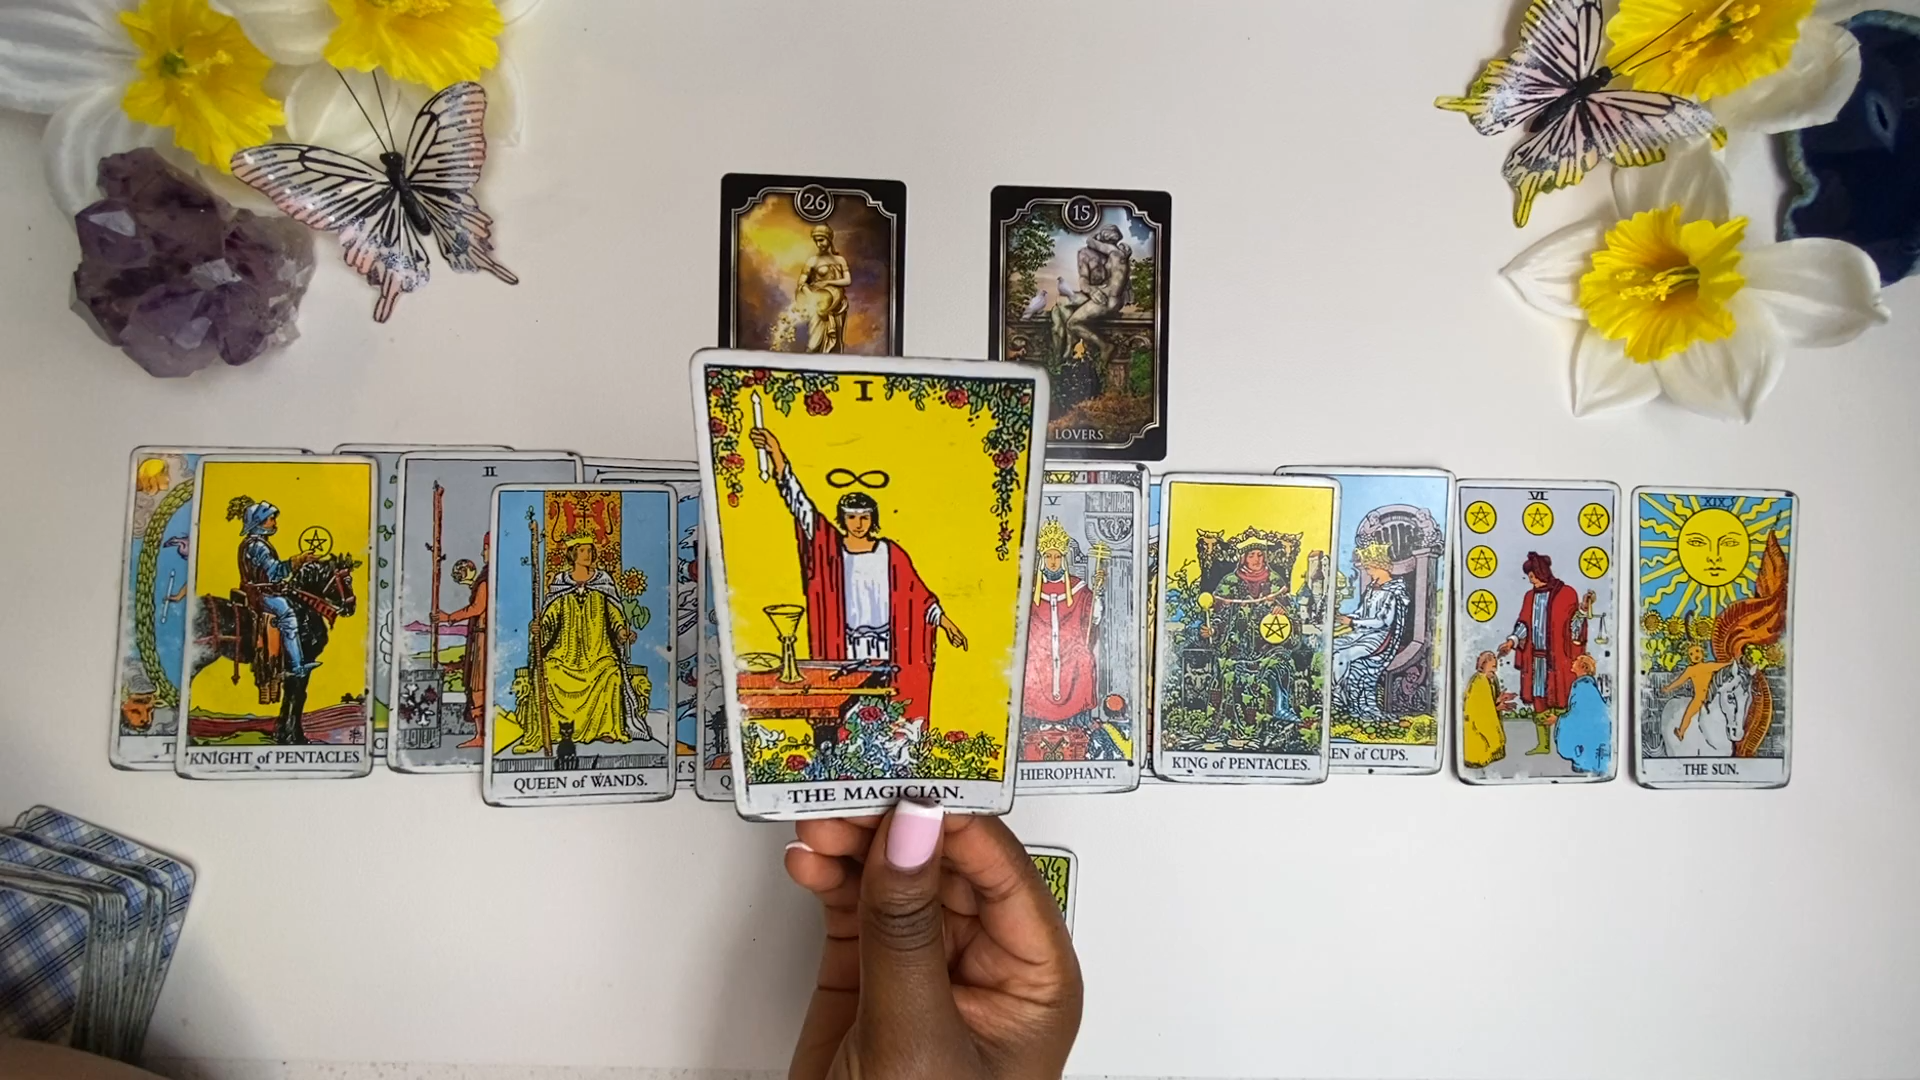 26
15
LOVERS
I
THE MAGICIAN.
KNIGHT of PENTACLES.
II
QUEEN of WANDS.
V
HIEROPHANT.
KING of PENTACLES.
EN of CUPS.
VI
XIX
THE SUN.